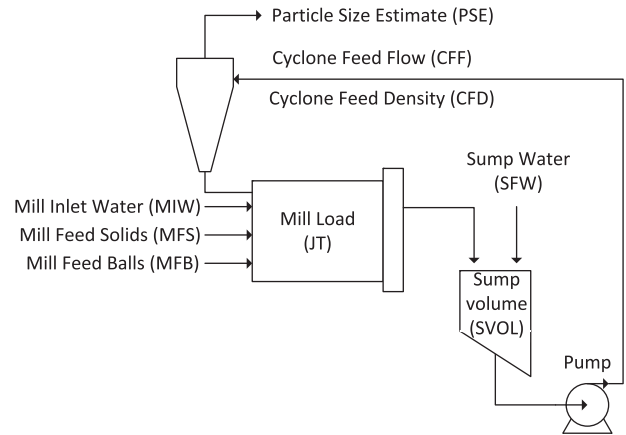 Particle Size Estimate (PSE)
Cyclone Feed Flow (CFF)
Cyclone Feed Density (CFD)
Sump Water
(SFW)
Mill Inlet Water (MIW)
Mill Feed Solids (MFS)
Mill Feed Balls (MFB)
Mill Load
(JT)
Sump
volume
(SVOL)
Pump